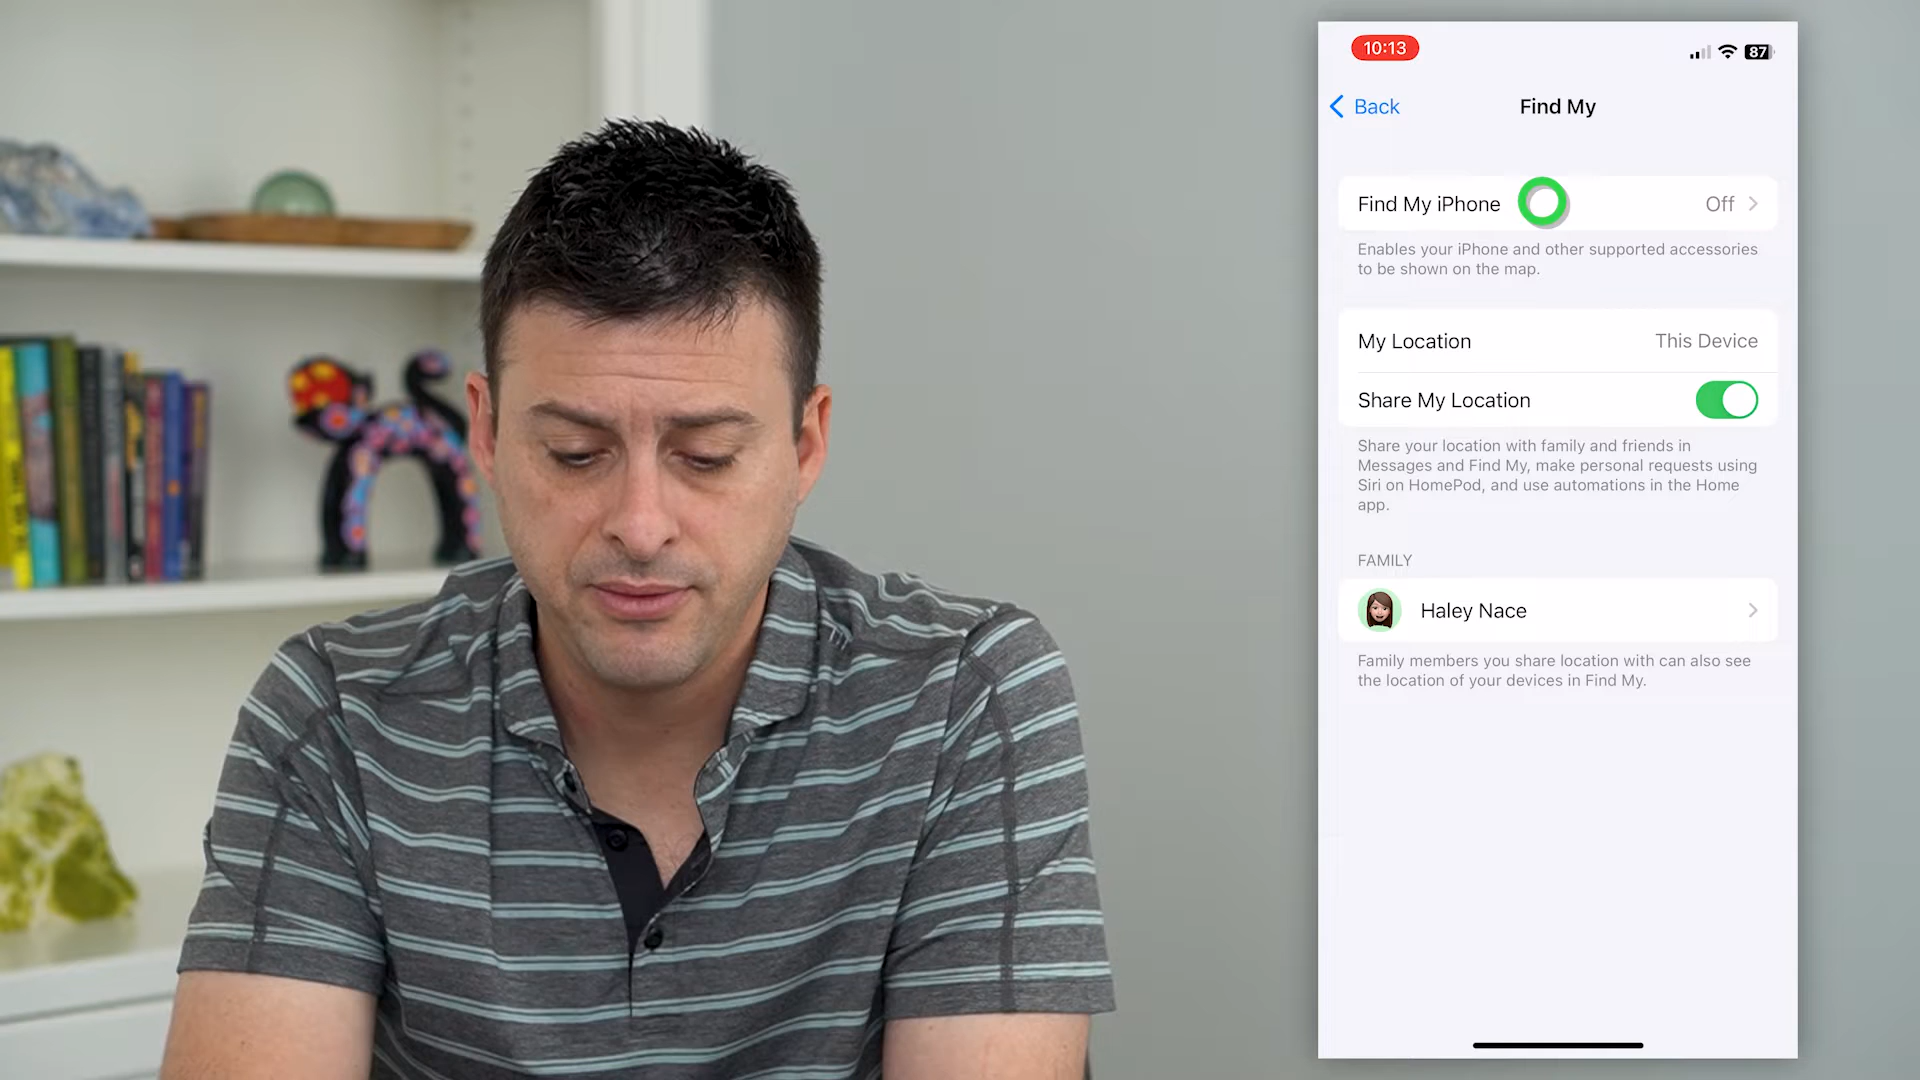 10:13
87
Back
Find My
Find My iPhone
Off
Enables your iPhone and other supported accessories
to be shown on the map.
My Location
This Device
Share My Location
Share your location with family and friends in
Messages and Find My, make personal requests using
Siri on HomePod, and use automations in the Home
app.
FAMILY
Haley Nace
Family members you share location with can also see
the location of your devices in Find My.